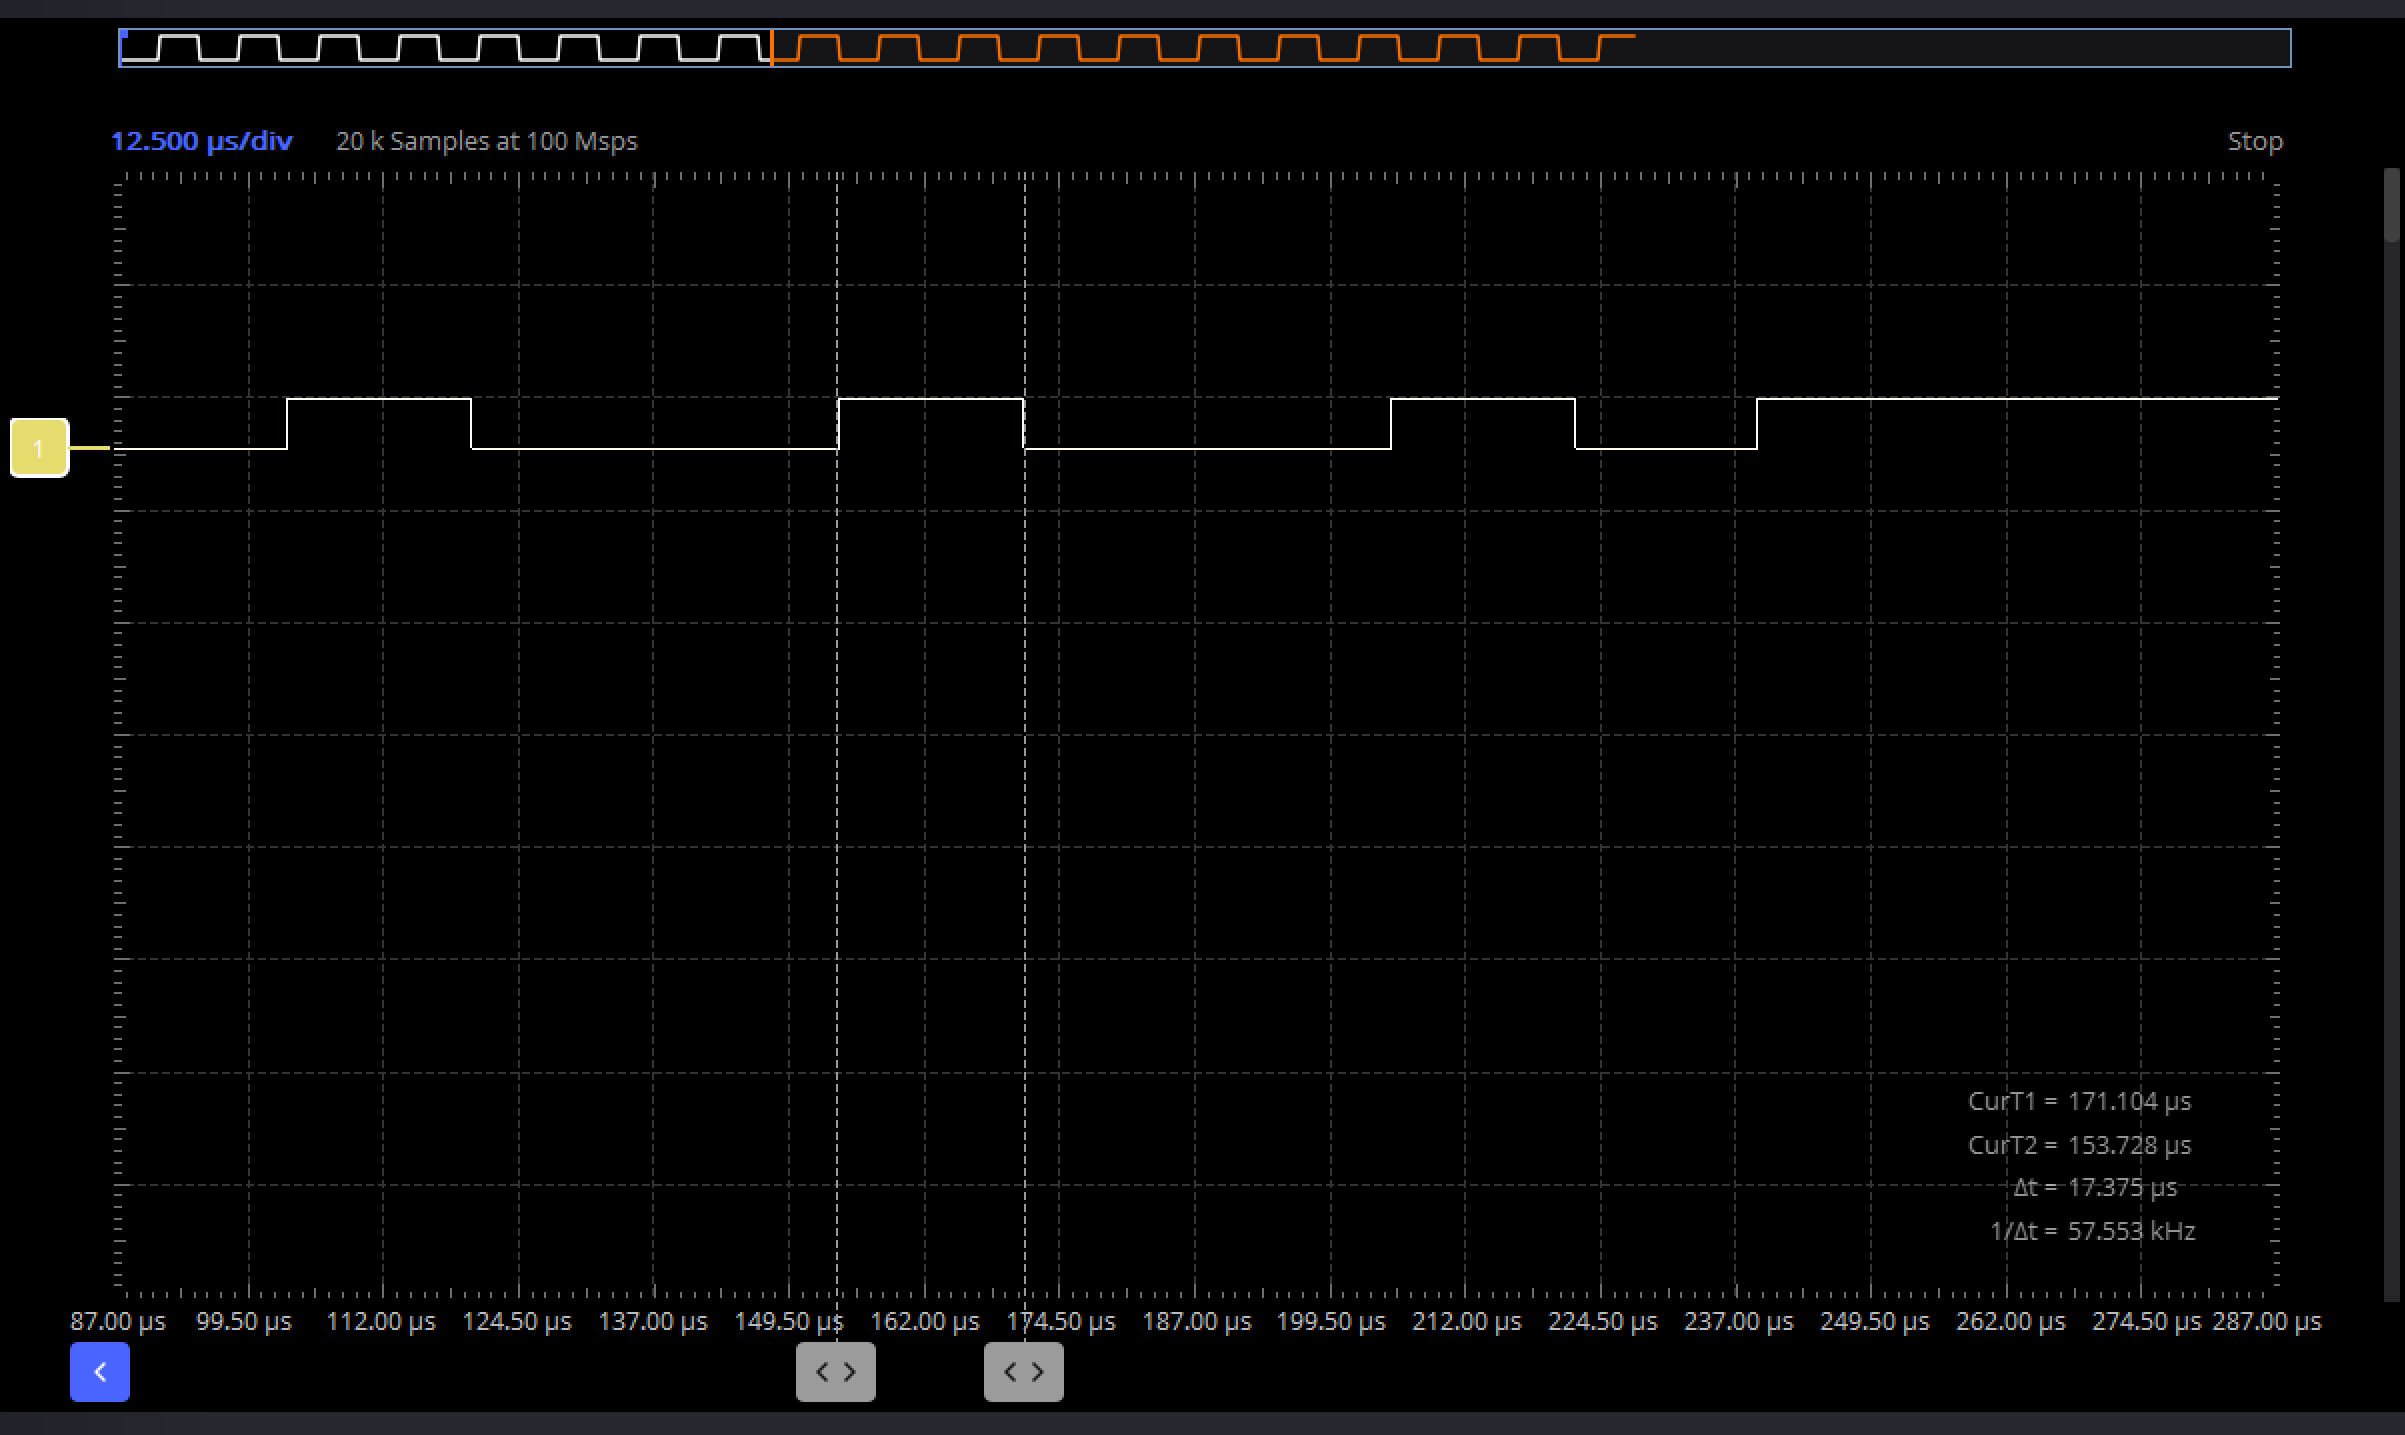 12.500 µs/div 20 k Samples at 100 Msps Stop
1
CurT1 = 171.104 µs
CurT2 = 153.728 µs
Δt = 17.375 µs
1/Δt = 57.553 kHz
87.00 µs 99.50 µs 112.00 µs 124.50 µs 137.00 µs 149.50 µs 162.00 µs 174.50 µs 187.00 µs 199.50 µs 212.00 µs 224.50 µs 237.00 µs 249.50 µs 262.00 µs 274.50 µs 287.00 µs